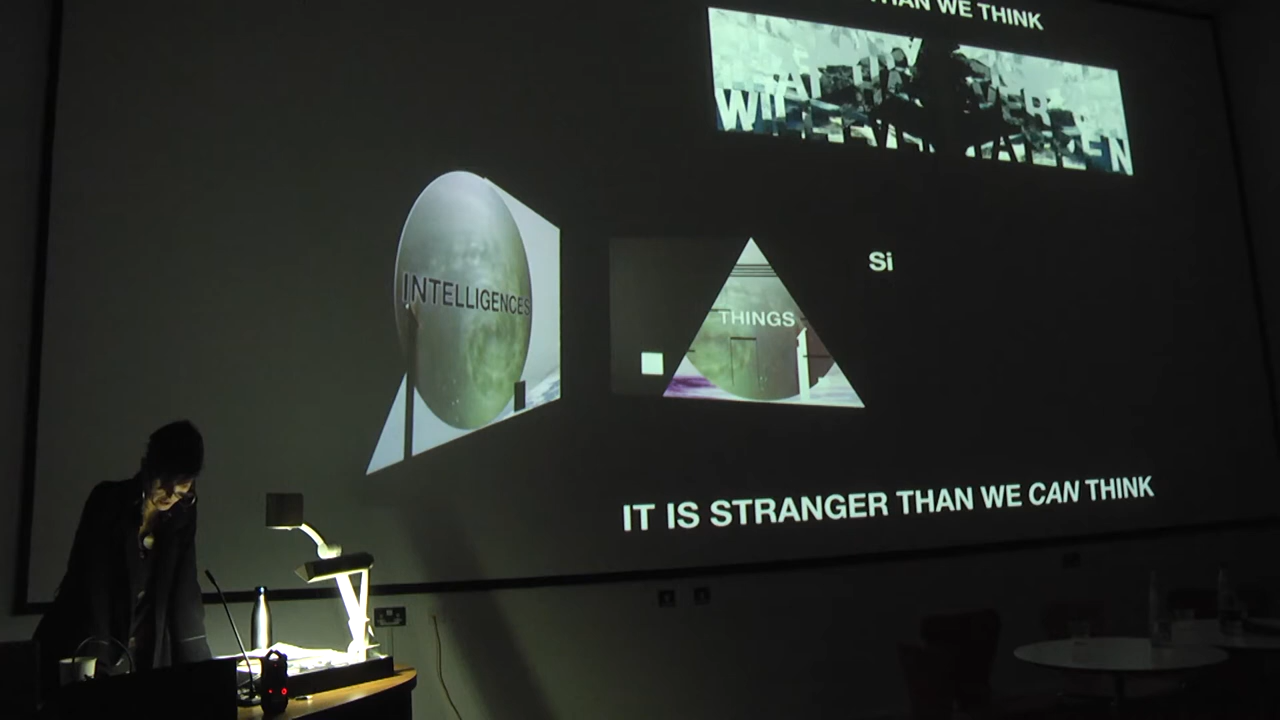 THAN WE THINK
INTELLIGENCES
THINGS
Si
IT IS STRANGER THAN WE CAN THINK